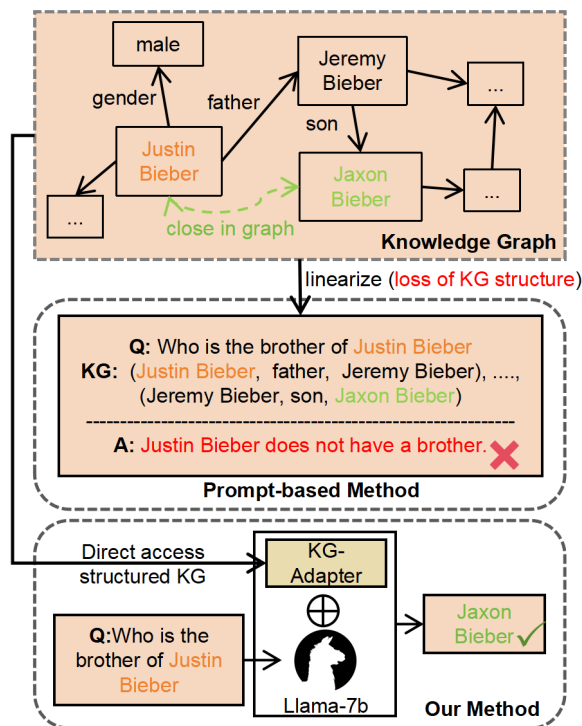 male
gender
father
Jeremy
Bieber
...
son
Justin
Bieber
Jaxon
Bieber
...
...
close in graph
Knowledge Graph
linearize (loss of KG structure)
Q: Who is the brother of Justin Bieber
KG: (Justin Bieber, father, Jeremy Bieber), ....,
(Jeremy Bieber, son, Jaxon Bieber)
A: Justin Bieber does not have a brother.
Prompt-based Method
Direct access
structured KG
KG-
Adapter
Q:Who is the
brother of Justin
Bieber
Llama-7b
Jaxon
Bieber
Our Method